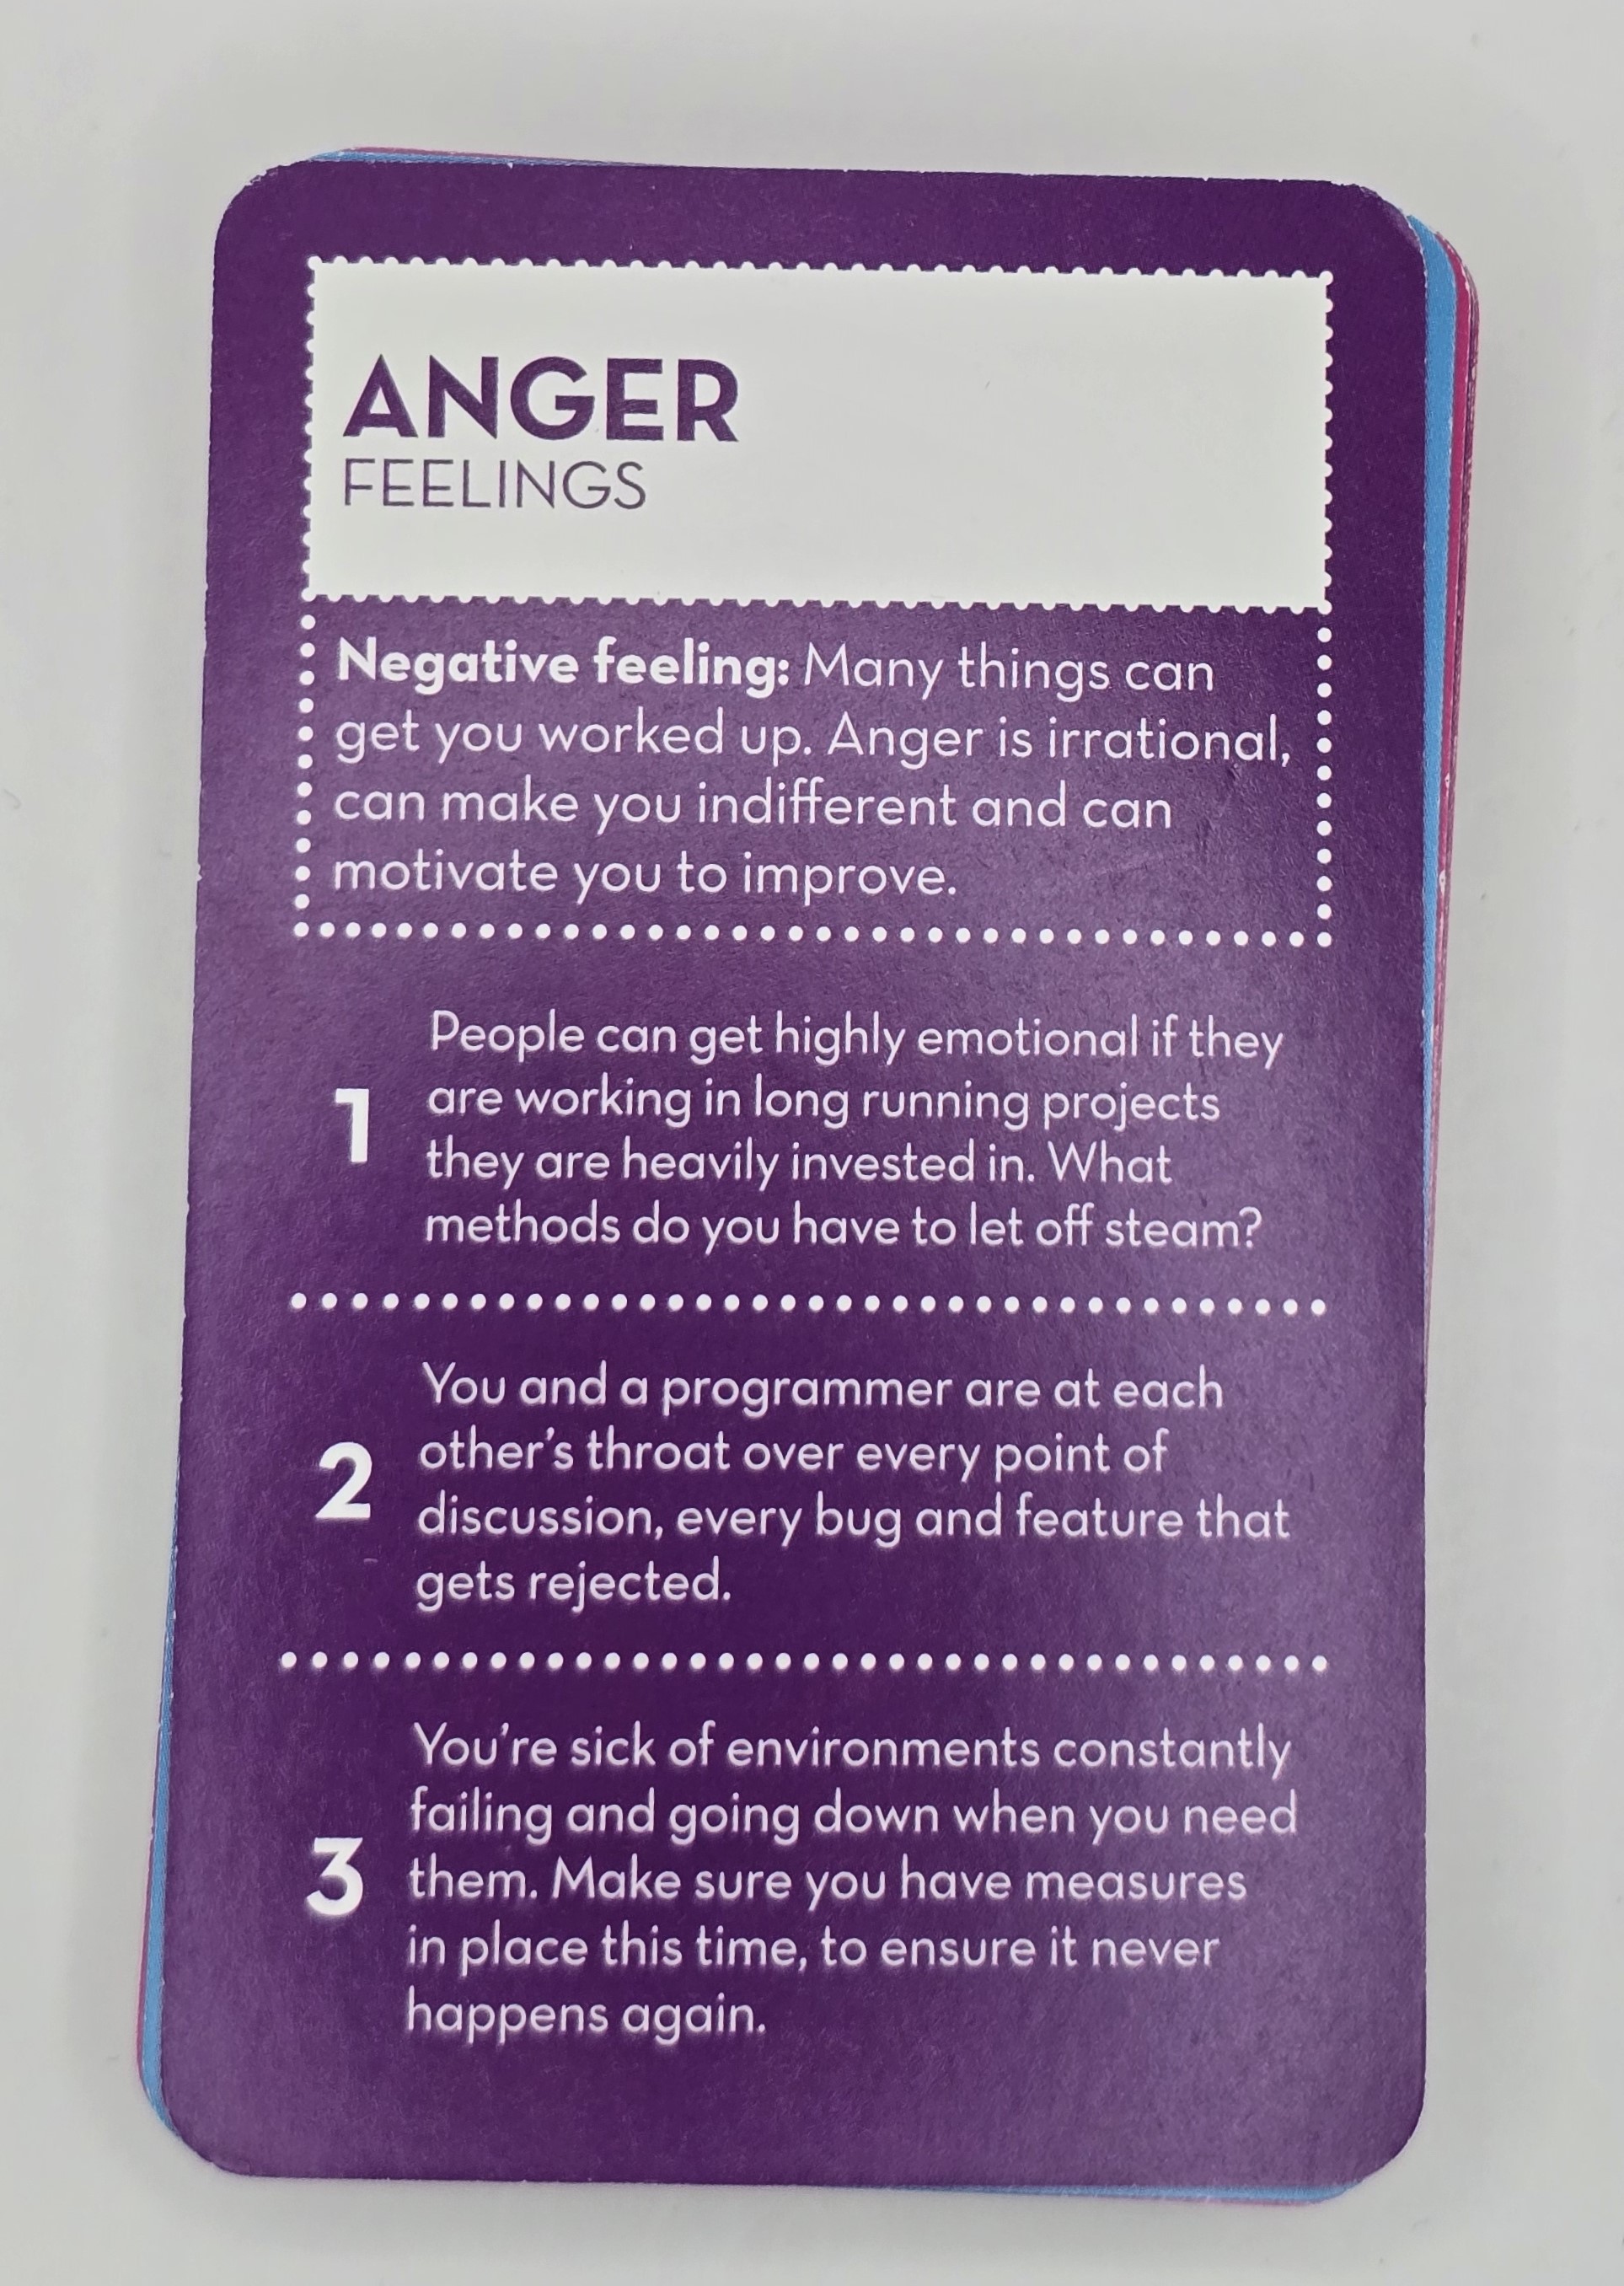 ANGER
FEELINGS
Negative feeling: Many things can
get you worked up. Anger is irrational,
can make you indifferent and can
motivate you to improve.
1
People can get highly emotional if they
are working in long running projects
they are heavily invested in. What
methods do you have to let off steam?
2
You and a programmer are at each
other's throat over every point of
discussion, every bug and feature that
gets rejected.
3
You're sick of environments constantly
failing and going down when you need
them. Make sure you have measures
in place this time, to ensure it never
happens again.